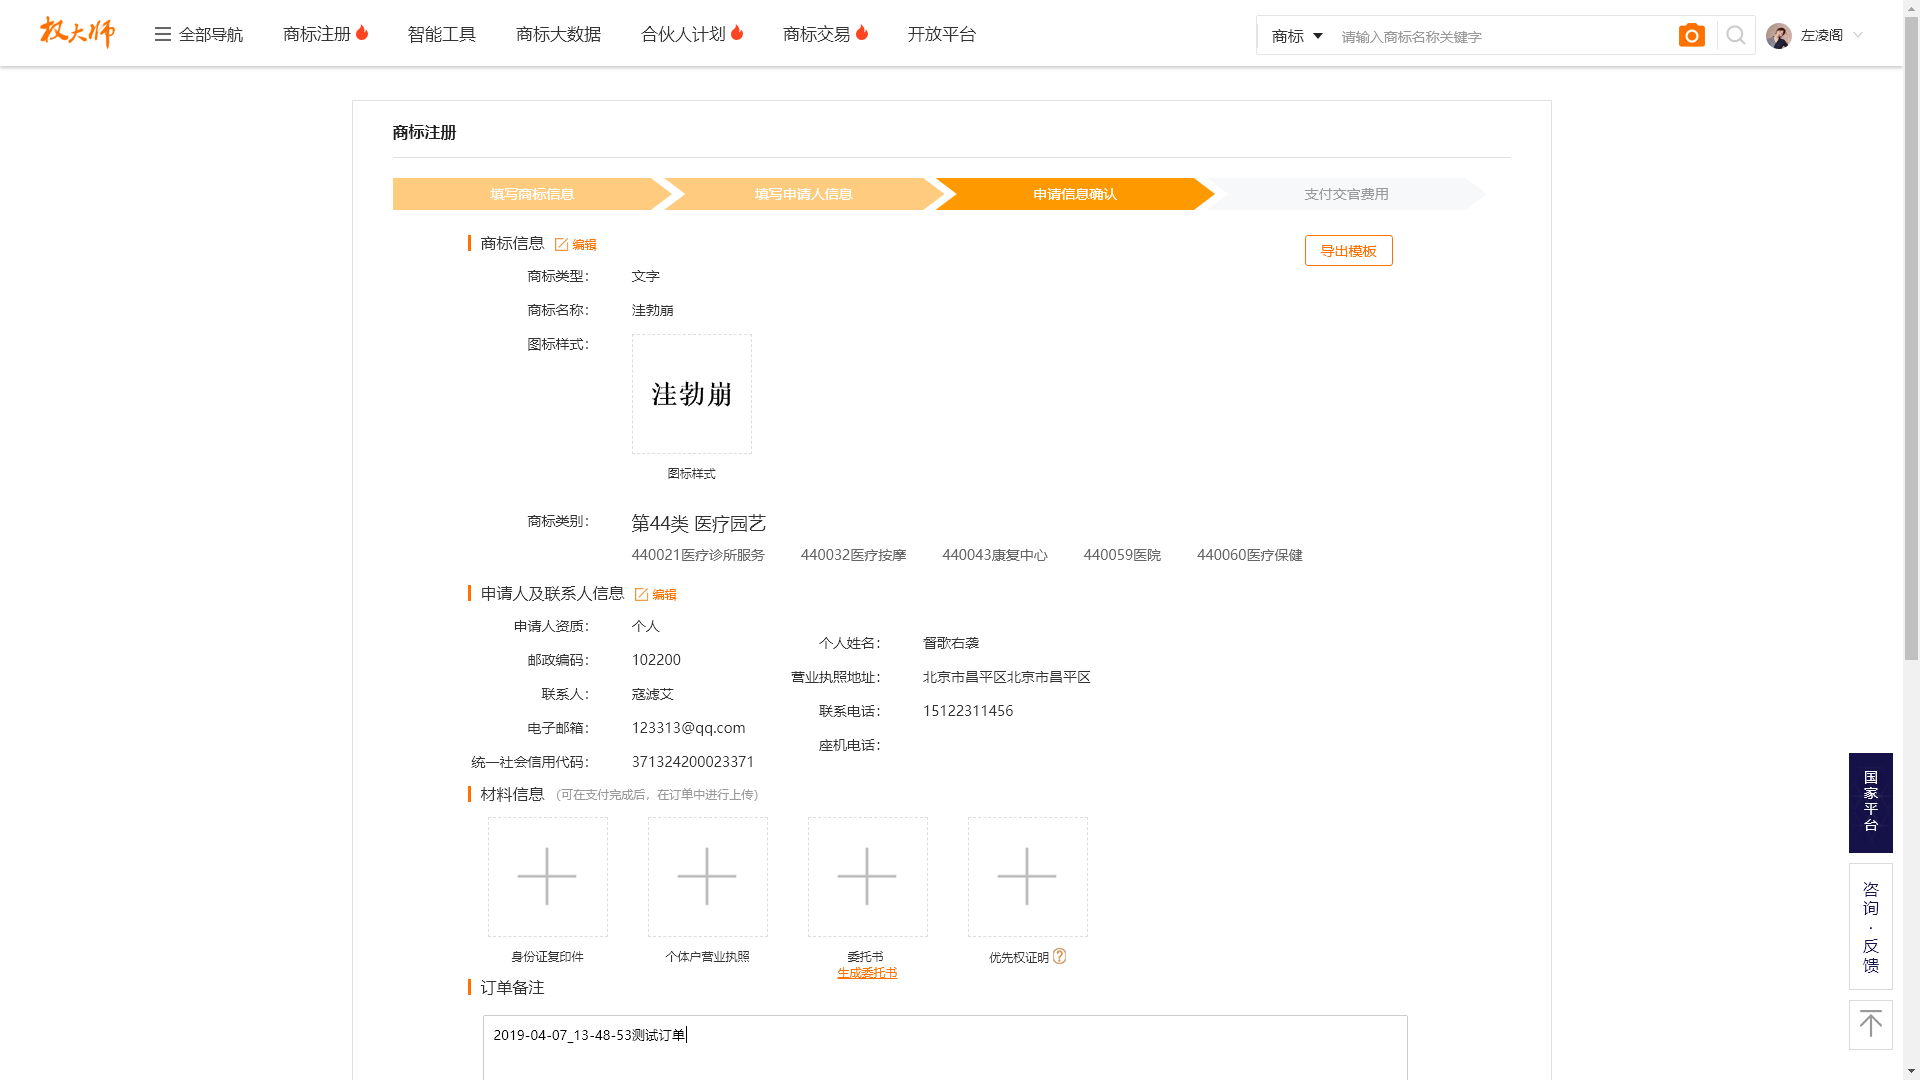 权大师 全部导航 商标注册 智能工具 商标大数据 合伙人计划 商标交易 开放平台 商标 请输入商标名称关键字 左凌阁
商标注册
填写商标信息 填写申请人信息 申请信息确认 支付交官费用
商标信息 编辑 导出模板
商标类型： 文字
商标名称： 洼勃崩
图标样式：
洼勃崩
图标样式
商标类别： 第44类 医疗园艺
440021医疗诊所服务 440032医疗按摩 440043康复中心 440059医院 440060医疗保健
申请人及联系人信息 编辑
申请人资质： 个人
个人姓名： 督歌右袭
邮政编码： 102200
营业执照地址： 北京市昌平区北京市昌平区
联系人： 寇滤艾
联系电话： 15122311456
电子邮箱： 123313@qq.com
座机电话：
统一社会信用代码： 371324200023371
材料信息 (可在支付完成后，在订单中进行上传)
身份证复印件 个体户营业执照 委托书 优先权证明?
生成委托书
订单备注
2019-04-07_13-48-53测试订单
国家平台
咨询·反馈